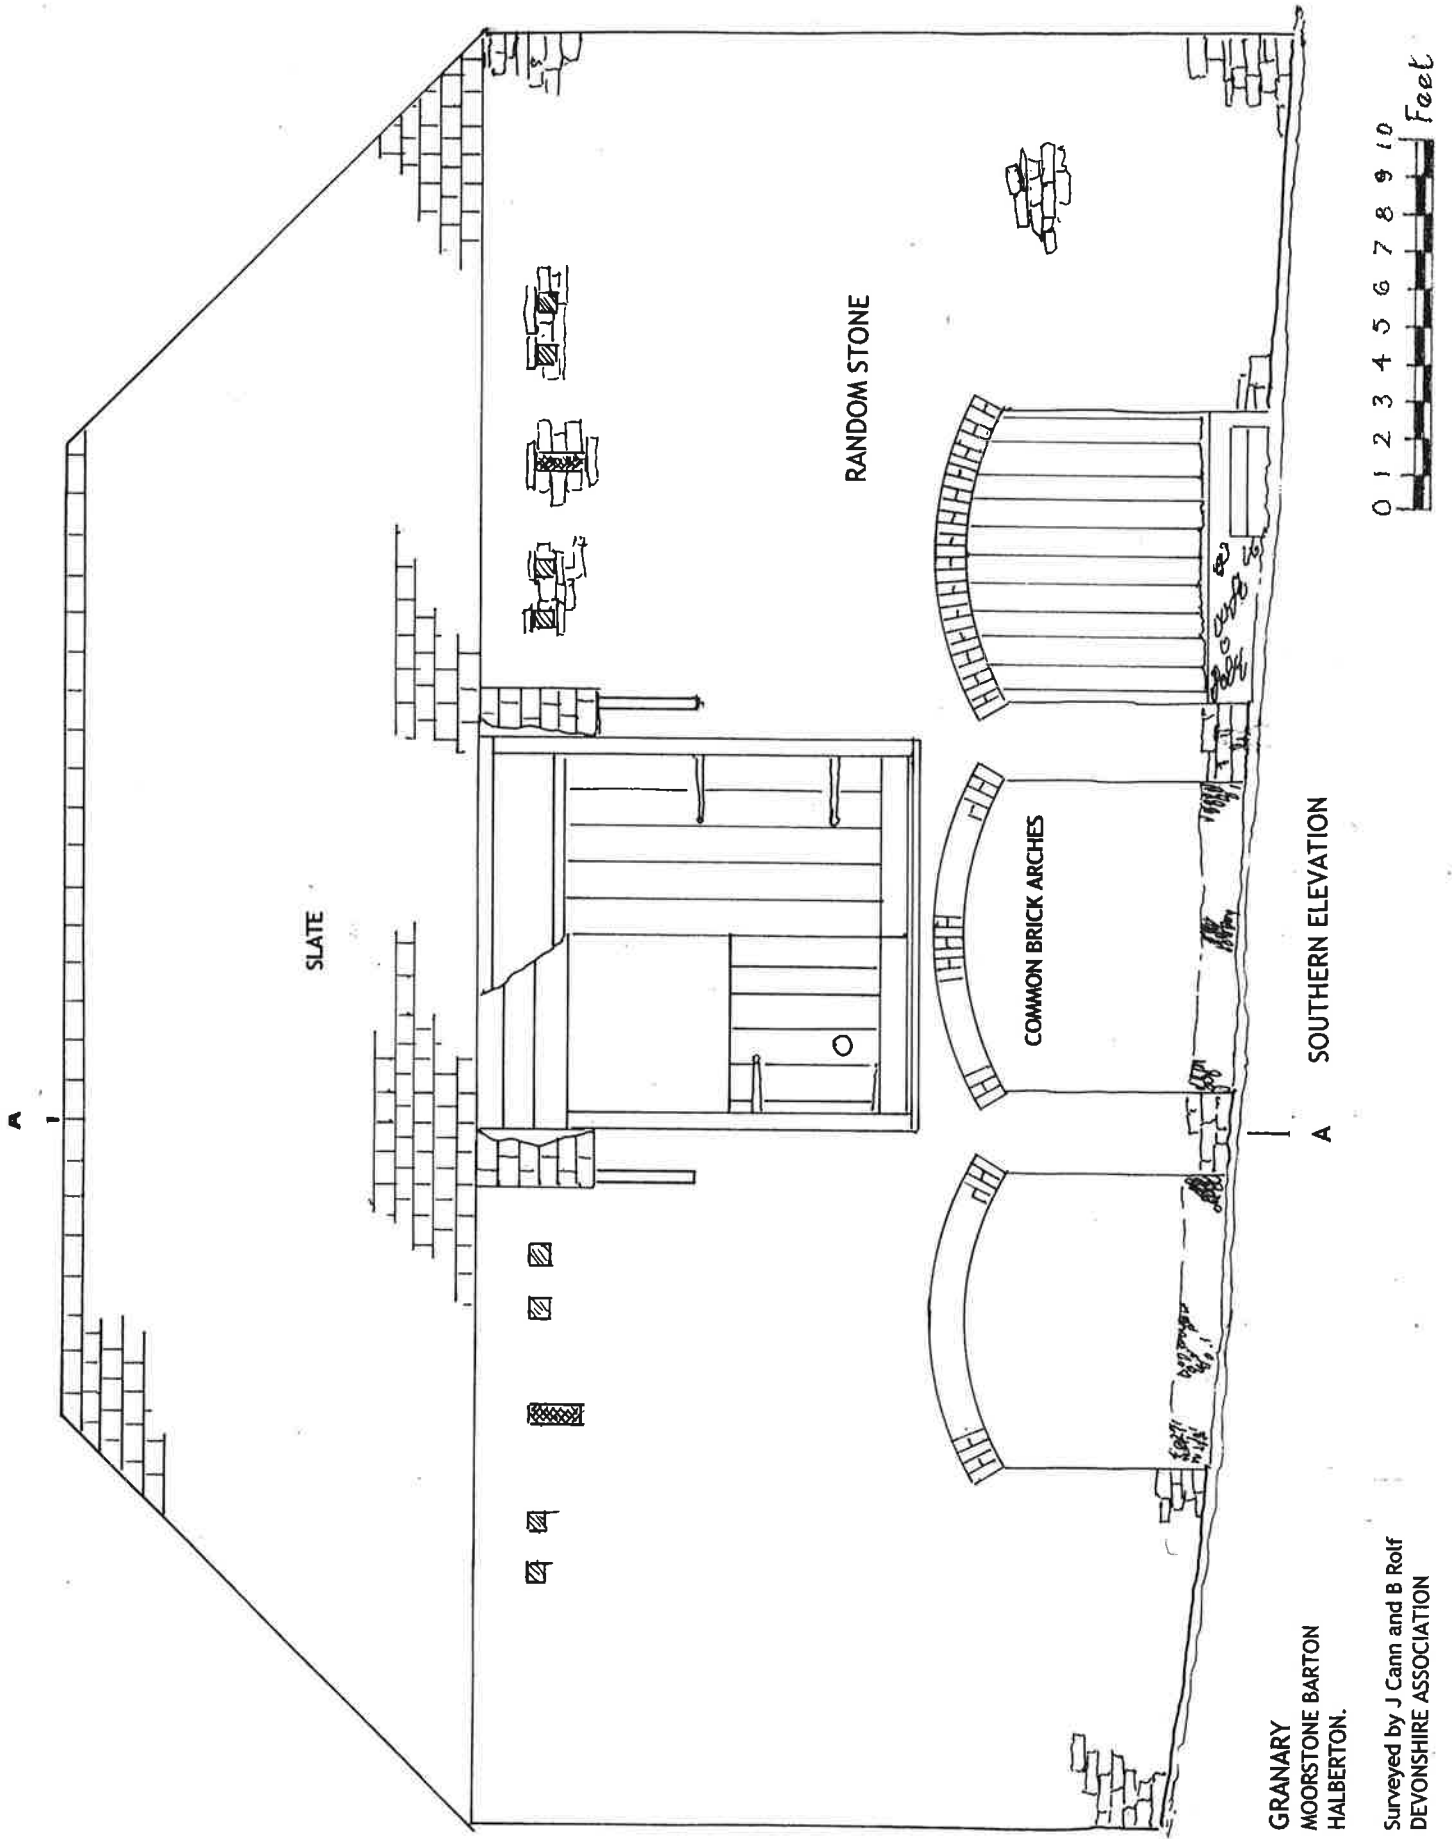 A
SLATE
RANDOM STONE
COMMON BRICK ARCHES
A
SOUTHERN ELEVATION
GRANARY
MOORSTONE BARTON
HALBERTON.
Surveyed by J Cann and B Rolf
DEVONSHIRE ASSOCIATION
0 1 2 3 4 5 6 7 8 9 10
Feet